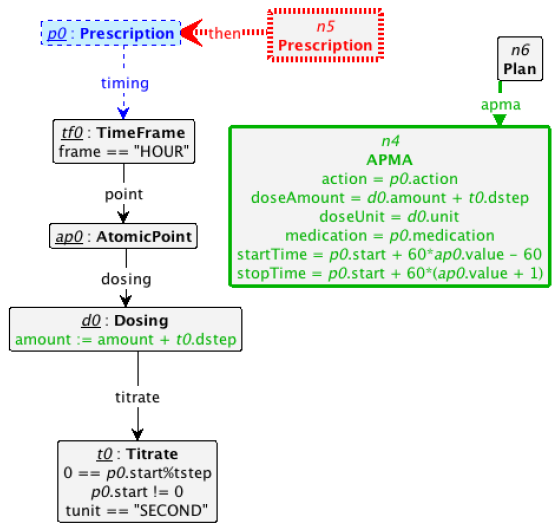 p0 : Prescription
then
n5
Prescription
n6
Plan
timing
apma
tf0 : TimeFrame
frame == "HOUR"
n4
APMA
action = p0.action
doseAmount = d0.amount + t0.dstep
doseUnit = d0.unit
medication = p0.medication
startTime = p0.start + 60*ap0.value – 60
stopTime = p0.start + 60*(ap0.value + 1)
point
ap0 : AtomicPoint
dosing
d0 : Dosing
amount := amount + t0.dstep
titrate
t0 : Titrate
0 == p0.start%tstep
p0.start != 0
tunit == "SECOND"